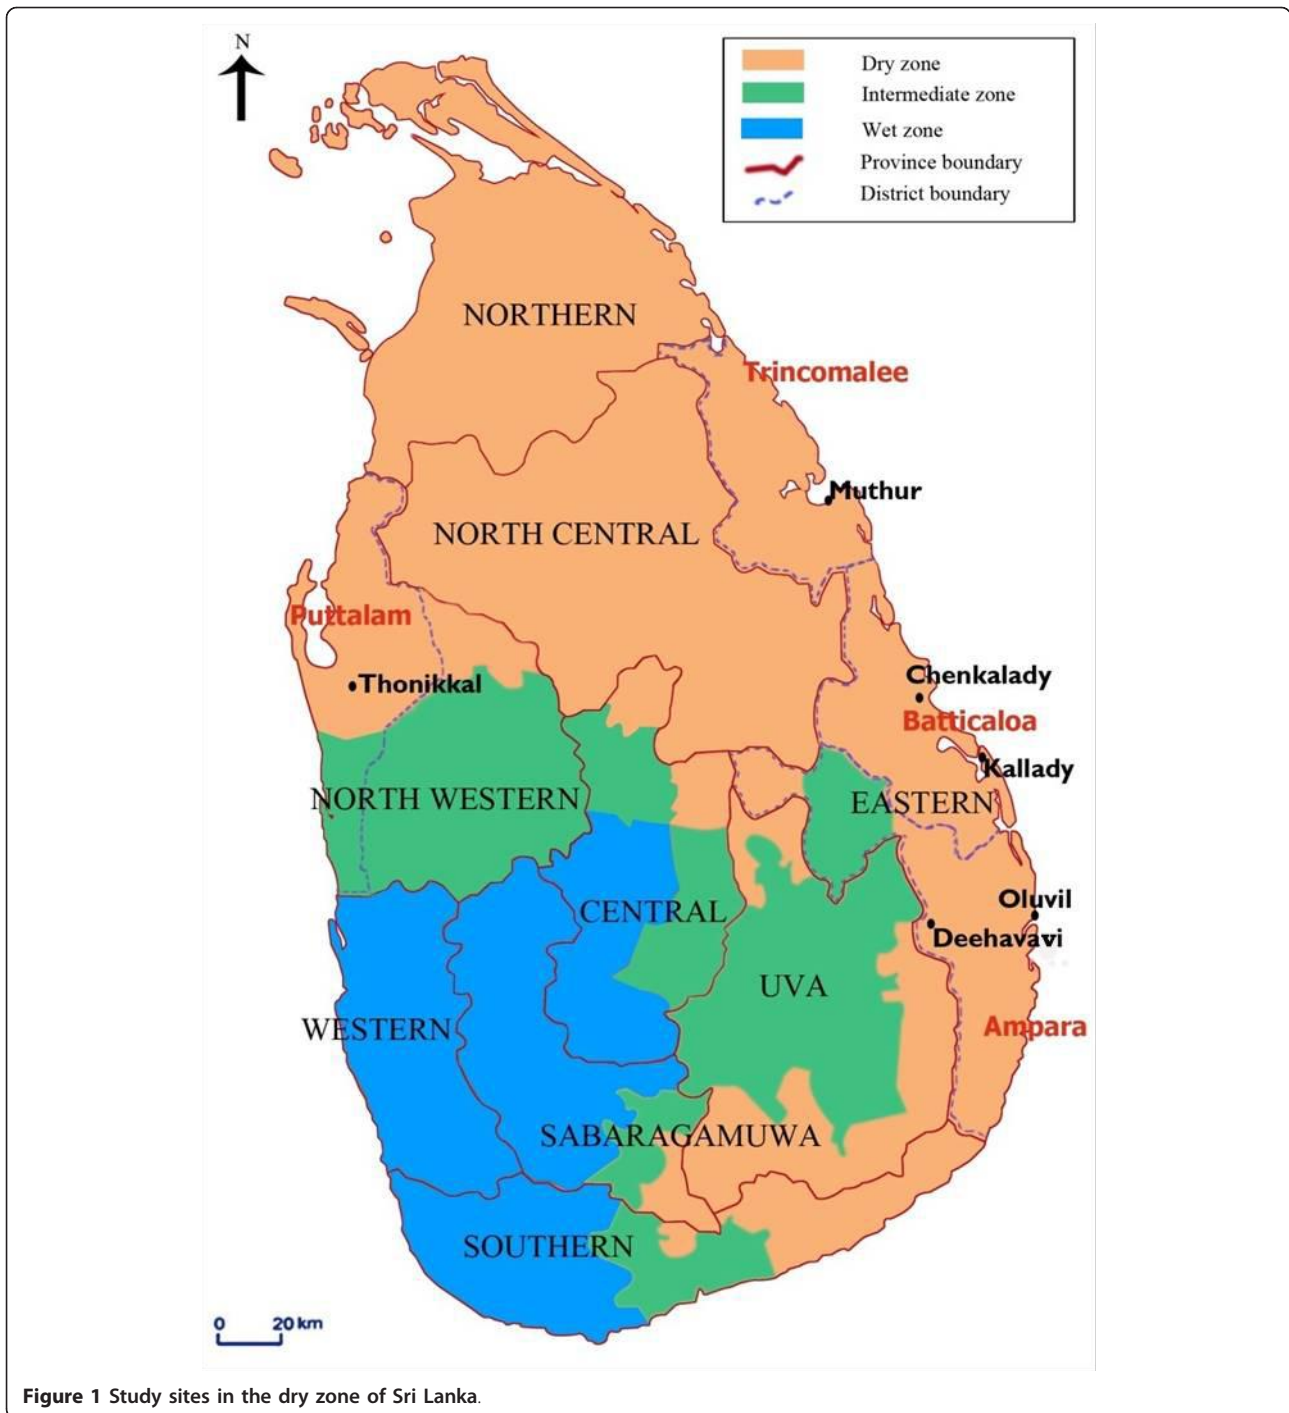 N
Dry zone
Intermediate zone
Wet zone
Province boundary
District boundary
NORTHERN
Trincomalee
Muthur
NORTH CENTRAL
Puttalam
Thonikkal
Chenkalady
Batticaloa
Kallady
NORTH WESTERN
EASTERN
Oluvil
CENTRAL
Deehavavi
UVA
WESTERN
Ampara
SABARAGAMUWA
SOUTHERN
0 20 km
Figure 1 Study sites in the dry zone of Sri Lanka.